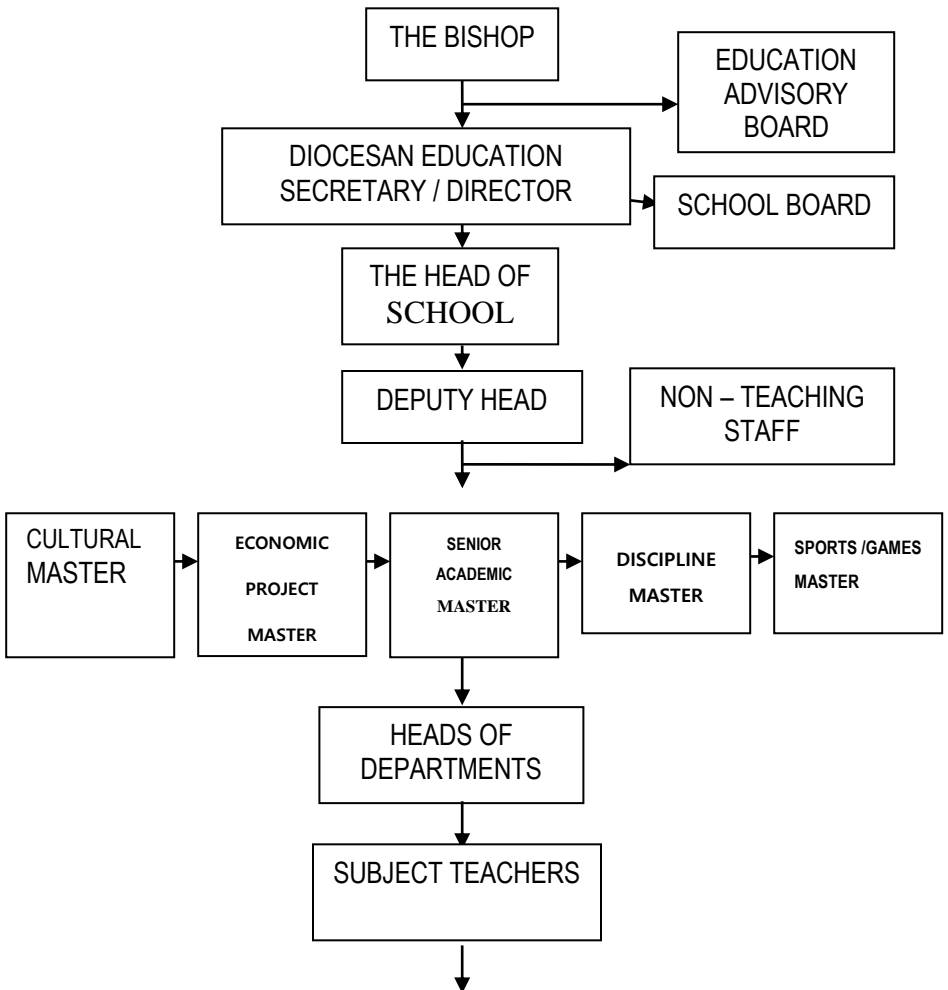 THE BISHOP
EDUCATION
ADVISORY
BOARD
DIOCESAN EDUCATION
SECRETARY / DIRECTOR
SCHOOL BOARD
THE HEAD OF
SCHOOL
DEPUTY HEAD
NON – TEACHING
STAFF
CULTURAL
MASTER
ECONOMIC
PROJECT
MASTER
SENIOR
ACADEMIC
MASTER
DISCIPLINE
MASTER
SPORTS /GAMES
MASTER
HEADS OF
DEPARTMENTS
SUBJECT TEACHERS